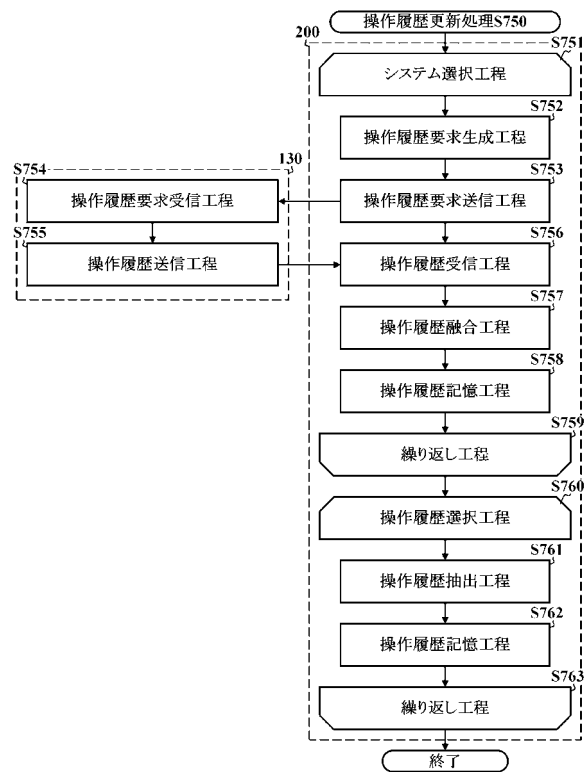 操作履歴更新処理S750
200
S751
システム選択工程
S752
操作履歴要求生成工程
S753
操作履歴要求送信工程
130
S754
操作履歴要求受信工程
S755
操作履歴送信工程
S756
操作履歴受信工程
S757
操作履歴融合工程
S758
操作履歴記憶工程
S759
繰り返し工程
S760
操作履歴選択工程
S761
操作履歴抽出工程
S762
操作履歴記憶工程
S763
繰り返し工程
終了